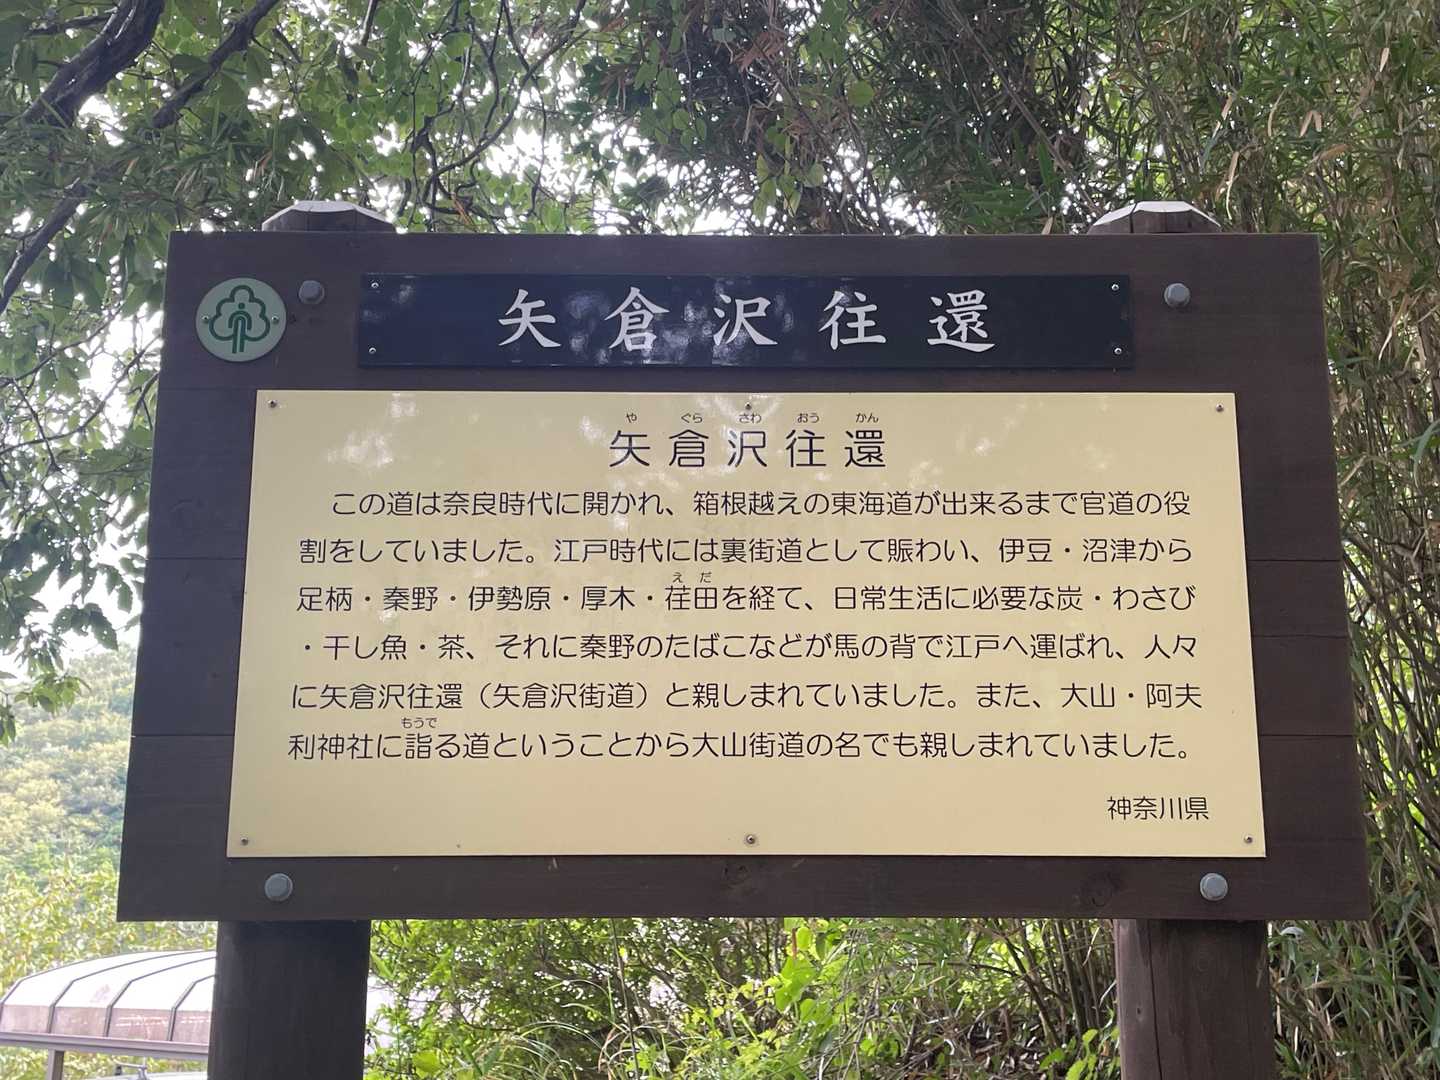 矢倉沢往還
や ぐら さわ おう かん
矢倉沢往還
この道は奈良時代に開かれ、箱根越えの東海道が出来るまで官道の役
割をしていました。江戸時代には裏街道として賑わい、伊豆・沼津から
え だ
足柄・秦野・伊勢原・厚木・荏田を経て、日常生活に必要な炭・わさび
・干し魚・茶、それに秦野のたばこなどが馬の背で江戸へ運ばれ、人々
に矢倉沢往還（矢倉沢街道）と親しまれていました。また、大山・阿夫
もうで
利神社に詣る道ということから大山街道の名でも親しまれていました。
神奈川県